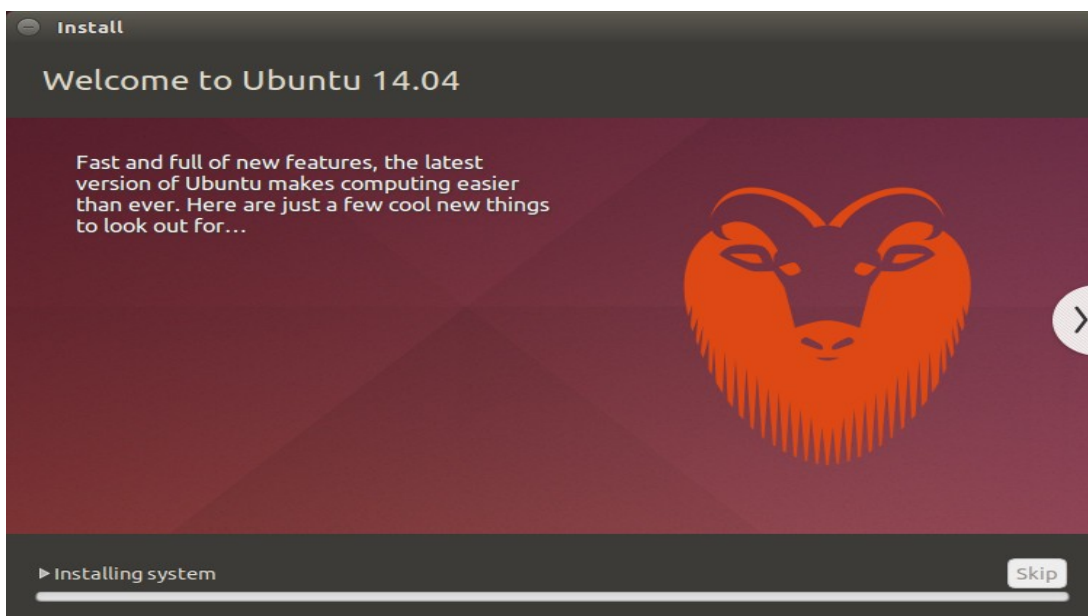 Install
Welcome to Ubuntu 14.04
Fast and full of new features, the latest
version of Ubuntu makes computing easier
than ever. Here are just a few cool new things
to look out for…
Installing system
Skip